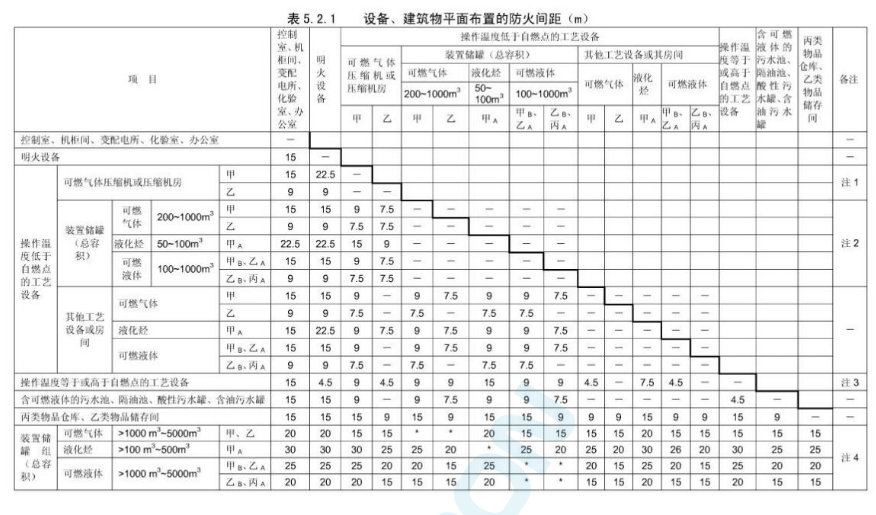 表 5.2.1 设备、建筑物平面布置的防火间距（m）
项 目
控制室、机柜间、变配电所、化验室、办公室
明火设备
操作温度低于自燃点的工艺设备
可燃气体压缩机或压缩机房
装置储罐（总容积）
其他工艺设备或其房间
可燃气体 液化烃 可燃液体
可燃气体 液化烃 可燃液体
200~1000m³ 50~100m³ 100~1000m³
操作温度等于或高于自燃点的工艺设备
含可燃液体的污水池、隔油池、酸性污水罐、含油污水罐
丙类物品仓库、乙类物品储存间
备注
甲 乙 甲 乙 甲A 甲B、乙A 乙B、丙A 甲 乙 甲A 甲B、乙A 乙B、丙A
控制室、机柜间、变配电所、化验室、办公室 — —
明火设备 15 — —
操作温度低于自燃点的工艺设备
可燃气体压缩机或压缩机房 甲 15 22.5 — 注 1
乙 9 9 — —
装置储罐（总容积） 可燃气体 200~1000m³ 甲 15 15 9 7.5 — — — — — 注 2
乙 9 9 7.5 7.5 — — — — —
液化烃 50~100m³ 甲A 22.5 22.5 15 9 — — — — —
可燃液体 100~1000m³ 甲B、乙A 15 15 9 7.5 — — — — —
乙B、丙A 9 9 7.5 7.5 — — — — —
其他工艺设备或房间 可燃气体 甲 15 15 9 — 9 7.5 9 9 7.5 — — — — — —
乙 9 9 7.5 — 7.5 — 7.5 7.5 — — — — — —
液化烃 甲A 15 22.5 9 7.5 9 7.5 9 9 7.5 — — — — —
可燃液体 甲B、乙A 15 15 9 — 9 7.5 9 9 7.5 — — — — —
乙B、丙A 9 9 7.5 — 7.5 — 7.5 7.5 — — — — — —
操作温度等于或高于自燃点的工艺设备 15 4.5 9 4.5 9 9 15 9 9 4.5 — 7.5 4.5 — — 注 3
含可燃液体的污水池、隔油池、酸性污水罐、含油污水罐 15 15 9 — 9 7.5 9 9 7.5 — — — — — 4.5 — —
丙类物品仓库、乙类物品储存间 15 15 15 9 15 9 15 15 9 9 9 15 9 9 15 9 — —
装置储罐组（总容积）
可燃气体 >1000 m³~5000m³ 甲、乙 20 20 15 15 * * 20 15 15 15 15 20 15 15 15 15 15 注 4
液化烃 >100 m³~500m³ 甲A 30 30 30 25 25 20 * 25 20 25 20 30 26 20 30 25 25
可燃液体 >1000 m³~5000m³ 甲B、乙A 25 25 25 20 20 15 25 * * 20 15 25 20 15 25 20 20
乙B、丙A 20 20 20 15 15 15 20 * * 15 15 20 15 15 20 15 15